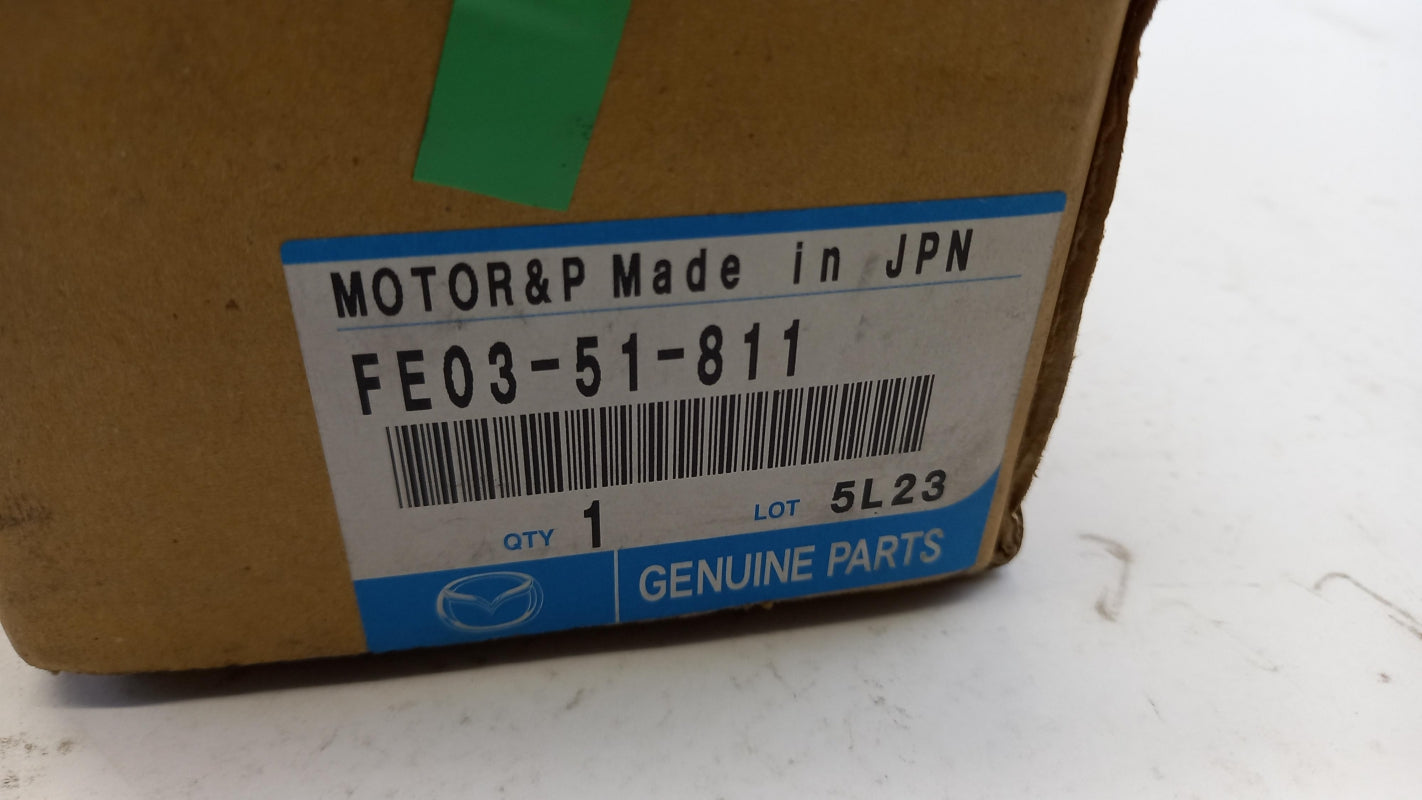 MOTOR&P Made in JPN
FE03-51-811
QTY 1 LOT 5L23
GENUINE PARTS